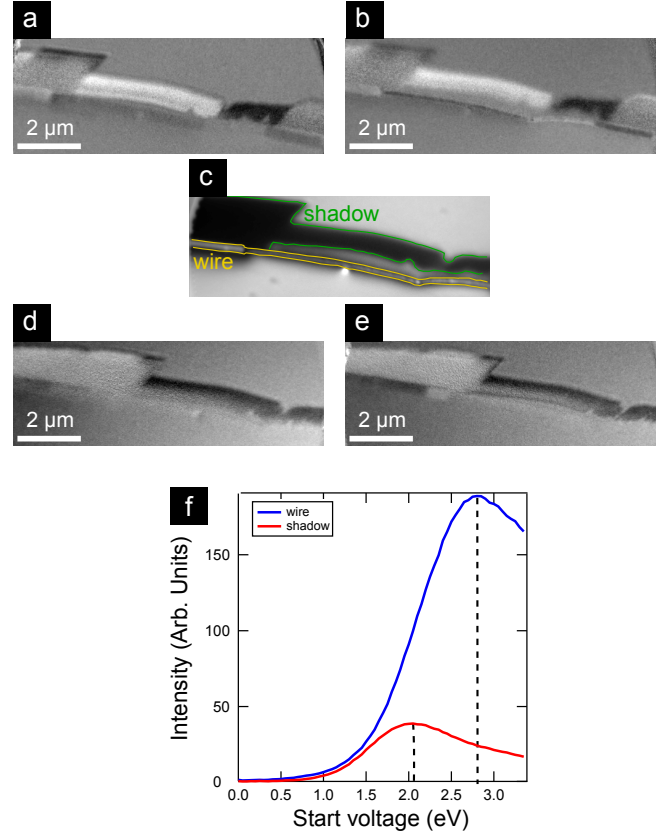 a
2 µm
b
2 µm
c
shadow
wire
d
2 µm
e
2 µm
f
wire
shadow
Intensity (Arb. Units)
150
100
50
0
0.0 0.5 1.0 1.5 2.0 2.5 3.0
Start voltage (eV)